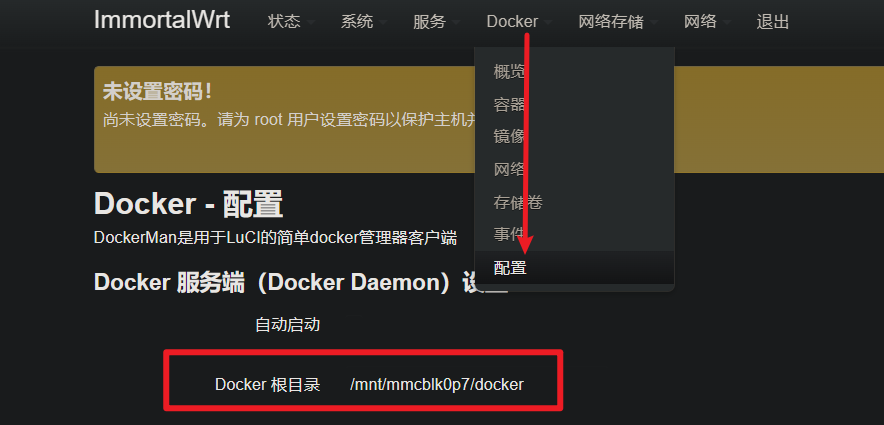 ImmortalWrt 状态 系统 服务 Docker 网络存储 网络 退出
概览
容器
镜像
网络
存储卷
事件
配置
未设置密码！
尚未设置密码。请为 root 用户设置密码以保护主机并
Docker - 配置
DockerMan是用于LuCI的简单docker管理器客户端
Docker 服务端（Docker Daemon）设
自动启动
Docker 根目录 /mnt/mmcblk0p7/docker